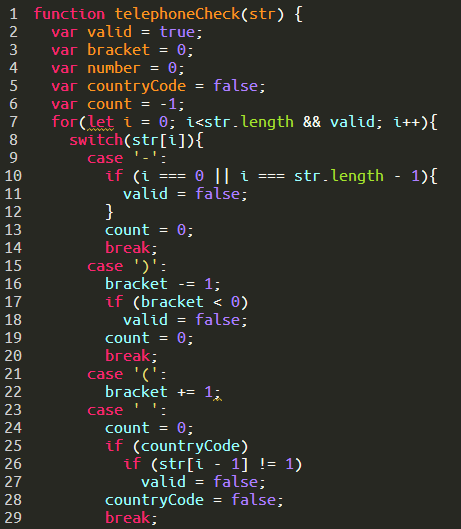 1 function telephoneCheck(str) {
2 var valid = true;
3 var bracket = 0;
4 var number = 0;
5 var countryCode = false;
6 var count = -1;
7 for(let i = 0; i<str.length && valid; i++){
8 switch(str[i]){
9 case '-':
10 if (i === 0 || i === str.length - 1){
11 valid = false;
12 }
13 count = 0;
14 break;
15 case ')':
16 bracket -= 1;
17 if (bracket < 0)
18 valid = false;
19 count = 0;
20 break;
21 case '(':
22 bracket += 1;
23 case ' ':
24 count = 0;
25 if (countryCode)
26 if (str[i - 1] != 1)
27 valid = false;
28 countryCode = false;
29 break;